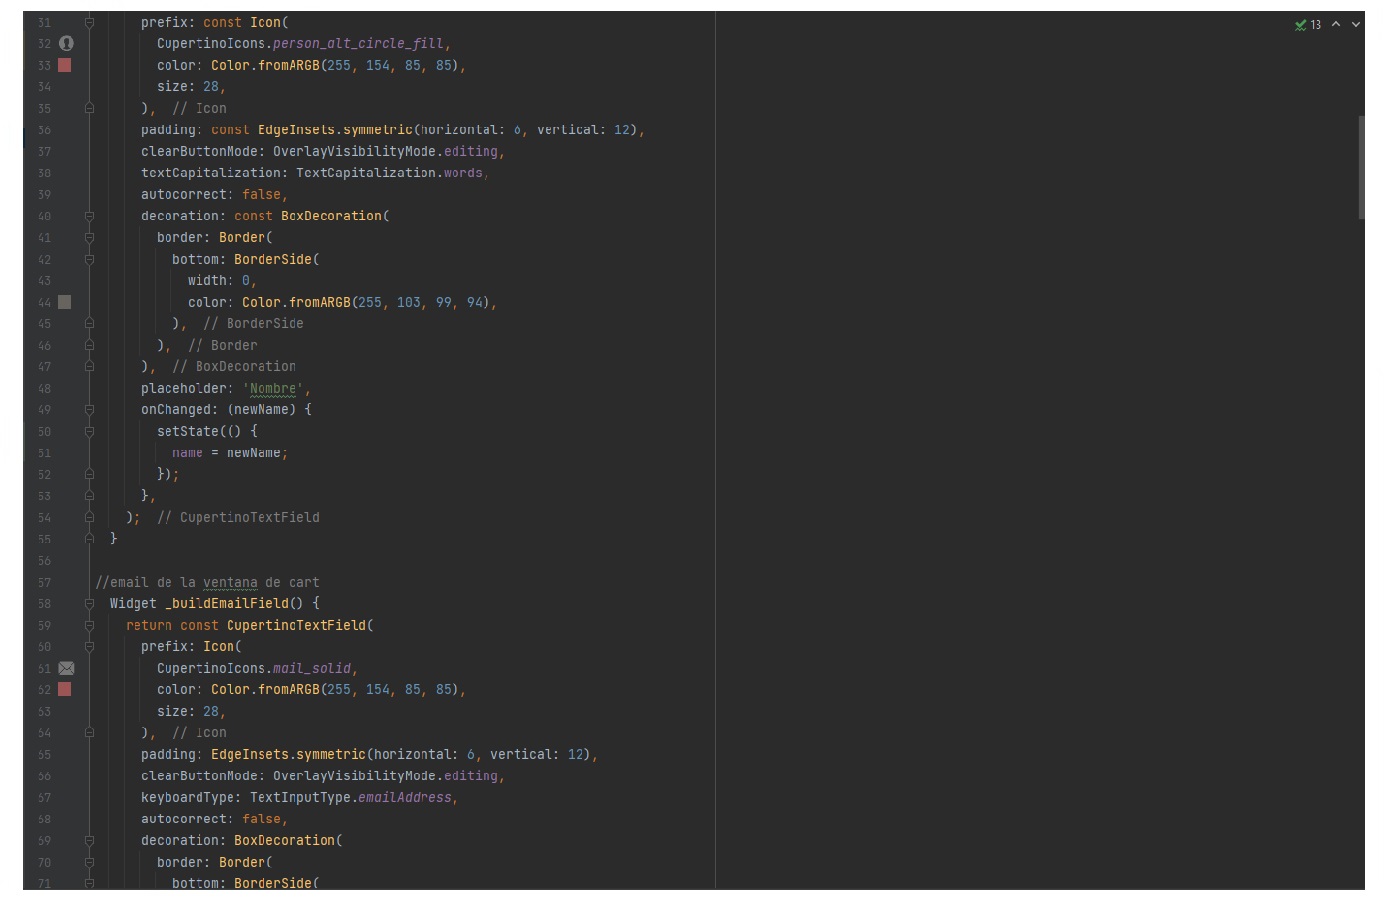 13
31 prefix: const Icon(
32 CupertinoIcons.person_alt_circle_fill,
33 color: Color.fromARGB(255, 154, 85, 85),
34 size: 28,
35 ), // Icon
36 padding: const EdgeInsets.symmetric(horizontal: 6, vertical: 12),
37 clearButtonMode: OverlayVisibilityMode.editing,
38 textCapitalization: TextCapitalization.words,
39 autocorrect: false,
40 decoration: const BoxDecoration(
41 border: Border(
42 bottom: BorderSide(
43 width: 0,
44 color: Color.fromARGB(255, 103, 99, 94),
45 ), // BorderSide
46 ), // Border
47 ), // BoxDecoration
48 placeholder: 'Nombre',
49 onChanged: (newName) {
50 setState(() {
51 name = newName;
52 });
53 },
54 ); // CupertinoTextField
55 }
56
57 //email de la ventana de cart
58 Widget _buildEmailField() {
59 return const CupertinoTextField(
60 prefix: Icon(
61 CupertinoIcons.mail_solid,
62 color: Color.fromARGB(255, 154, 85, 85),
63 size: 28,
64 ), // Icon
65 padding: EdgeInsets.symmetric(horizontal: 6, vertical: 12),
66 clearButtonMode: OverlayVisibilityMode.editing,
67 keyboardType: TextInputType.emailAddress,
68 autocorrect: false,
69 decoration: BoxDecoration(
70 border: Border(
71 bottom: BorderSide(